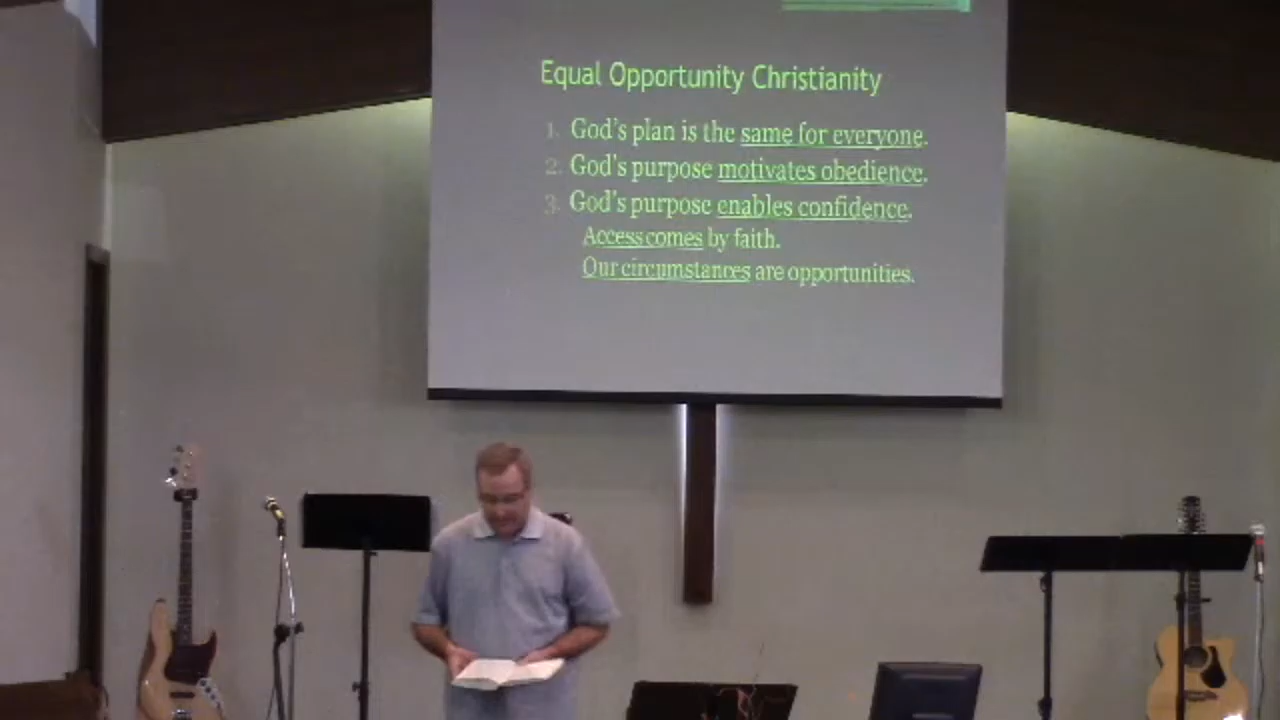 Equal Opportunity Christianity
1. God's plan is the same for everyone.
2. God's purpose motivates obedience.
3. God's purpose enables confidence.
Access comes by faith.
Our circumstances are opportunities.